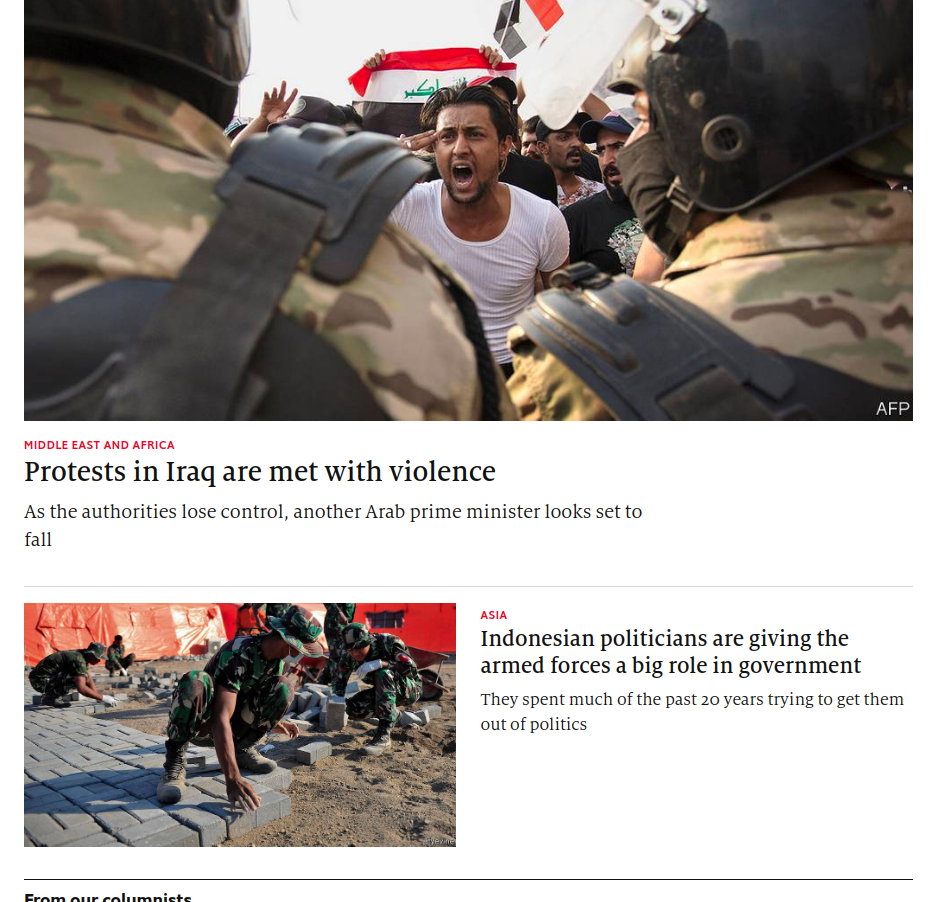 AFP
MIDDLE EAST AND AFRICA
Protests in Iraq are met with violence
As the authorities lose control, another Arab prime minister looks set to
fall
eyevine
ASIA
Indonesian politicians are giving the
armed forces a big role in government
They spent much of the past 20 years trying to get them
out of politics
From our columnists